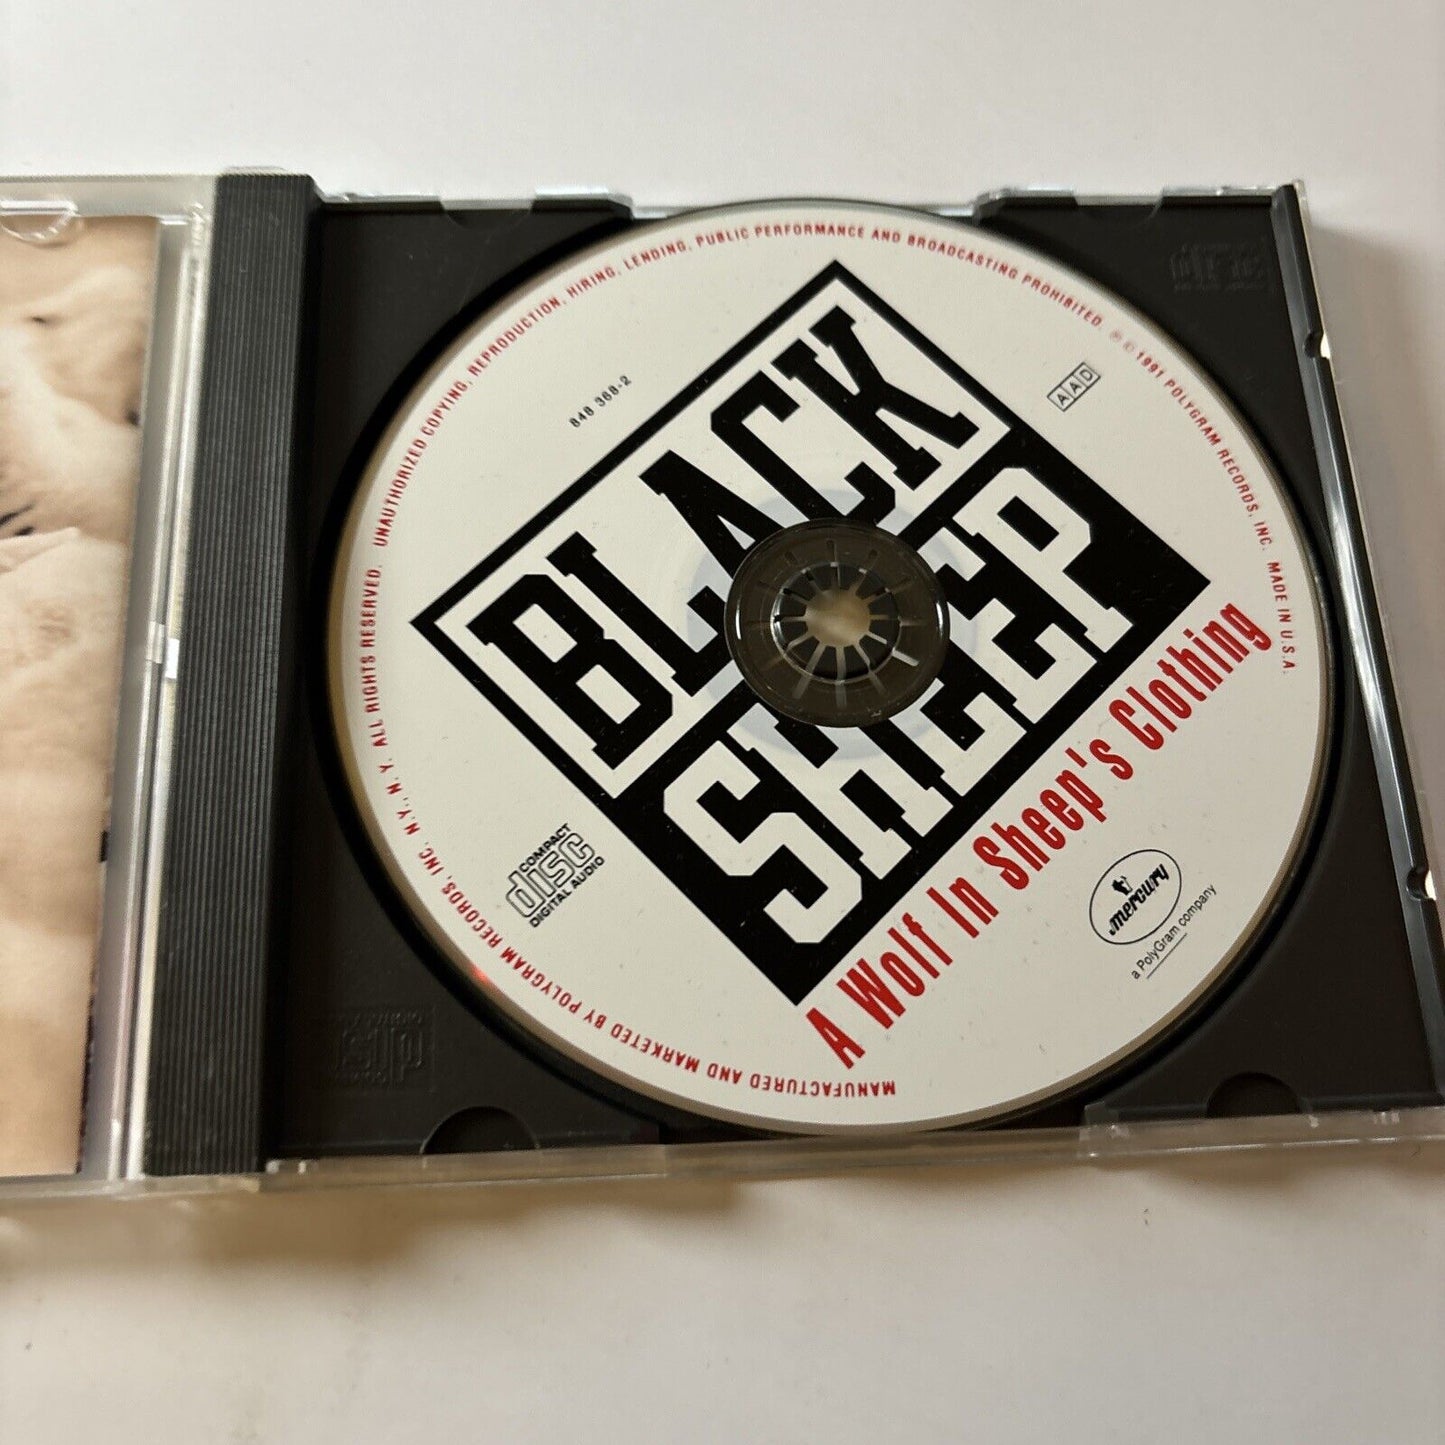 UNAUTHORIZED COPYING, REPRODUCTION, HIRING, LENDING, PUBLIC PERFORMANCE AND BROADCASTING PROHIBITED. ℗ © 1991 POLYGRAM RECORDS, INC. MADE IN U.S.A.
848 368-2
AAD
BLACK
SHEEP
A Wolf In Sheep's Clothing
COMPACT
disc
DIGITAL AUDIO
mercury
a PolyGram company
MANUFACTURED AND MARKETED BY POLYGRAM RECORDS, INC. N.Y., N.Y. ALL RIGHTS RESERVED.